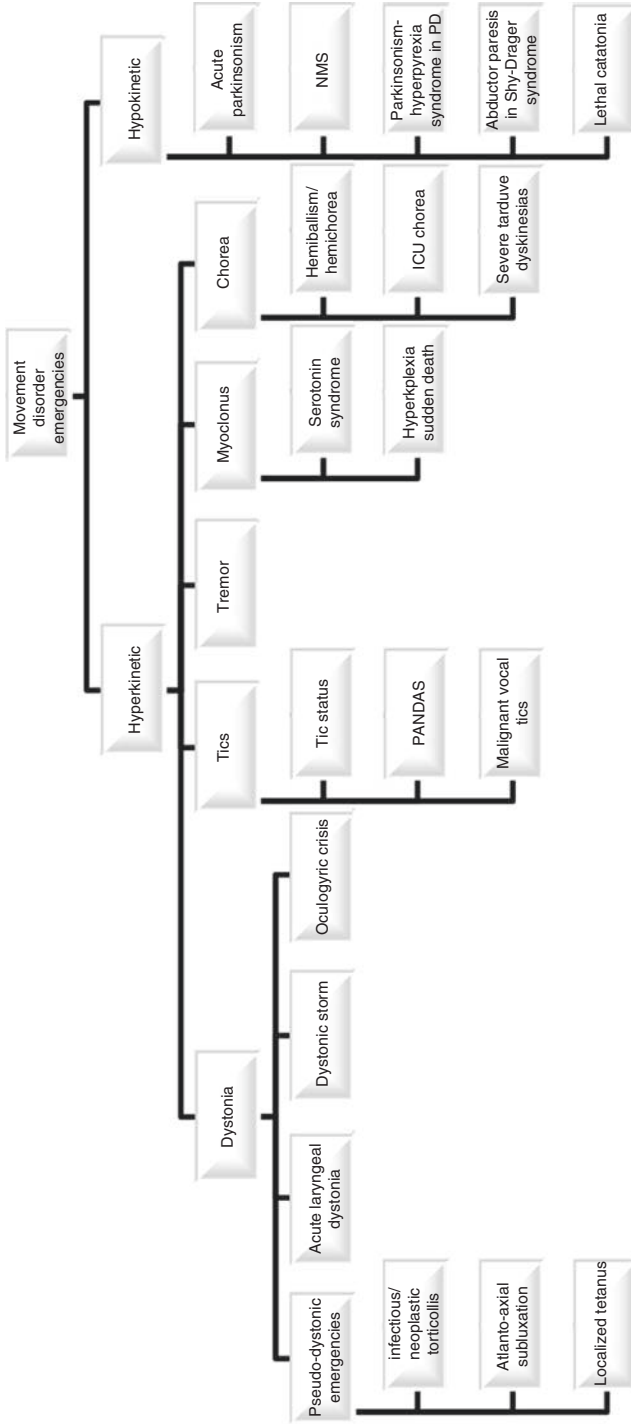 Movement
disorder
emergencies
Hyperkinetic
Hypokinetic
Dystonia
Tics
Tremor
Myoclonus
Chorea
Pseudo-dystonic
emergencies
Acute laryngeal
dystonia
Dystonic storm
Oculogyric crisis
infectious/
neoplastic
torticollis
Atlanto-axial
subluxation
Localized tetanus
Tic status
PANDAS
Malignant vocal
tics
Serotonin
syndrome
Hyperkplexia
sudden death
Hemiballism/
hemichorea
ICU chorea
Severe tarduve
dyskinesias
Acute
parkinsonism
NMS
Parkinsonism-
hyperpyrexia
syndrome in PD
Abductor paresis
in Shy-Drager
syndrome
Lethal catatonia